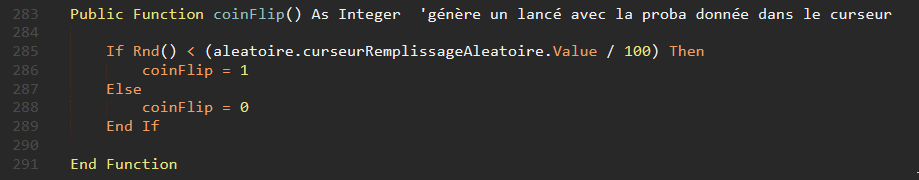 283 Public Function coinFlip() As Integer 'génère un lancé avec la proba donnée dans le curseur
284
285 If Rnd() < (aleatoire.curseurRemplissageAleatoire.Value / 100) Then
286 coinFlip = 1
287 Else
288 coinFlip = 0
289 End If
290
291 End Function